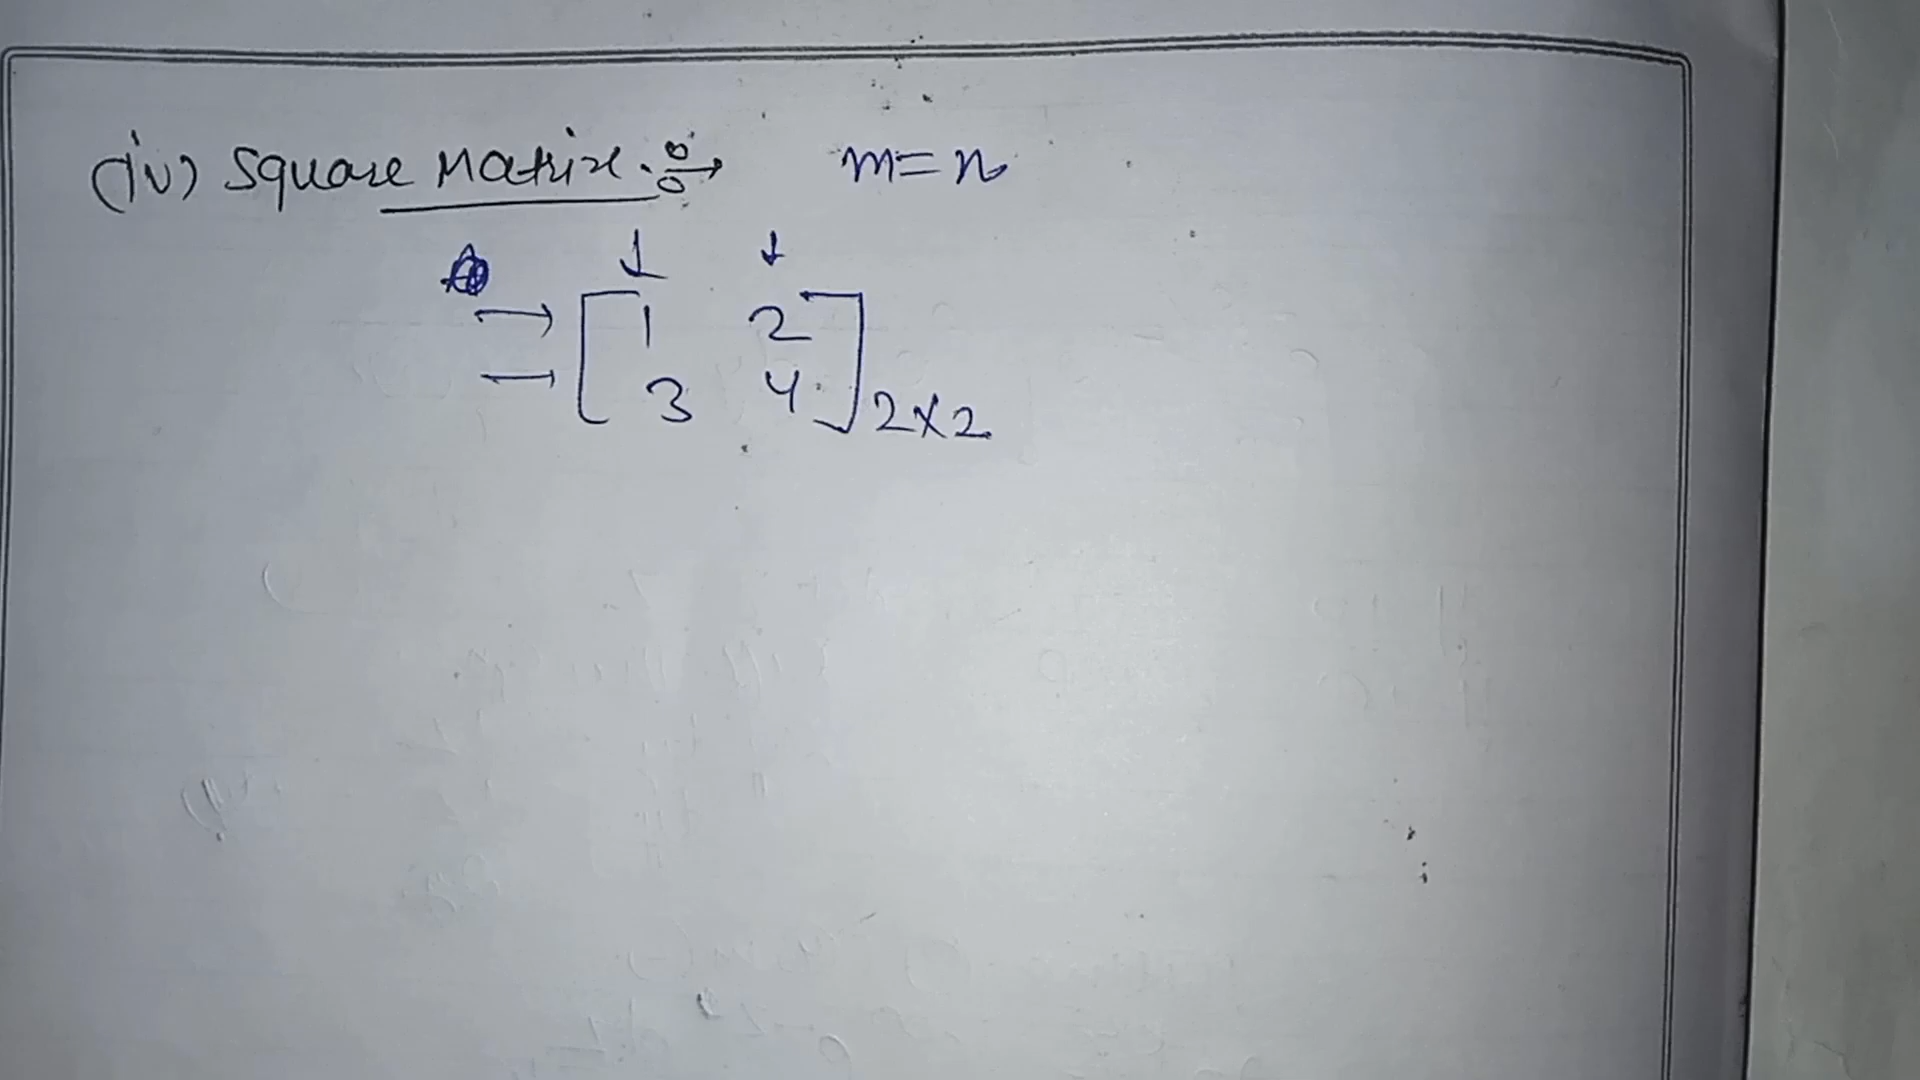 (iv) Square Matrix :→ m=n
↓ ↓
→ [ 1 2
→ 3 4 ] 2×2